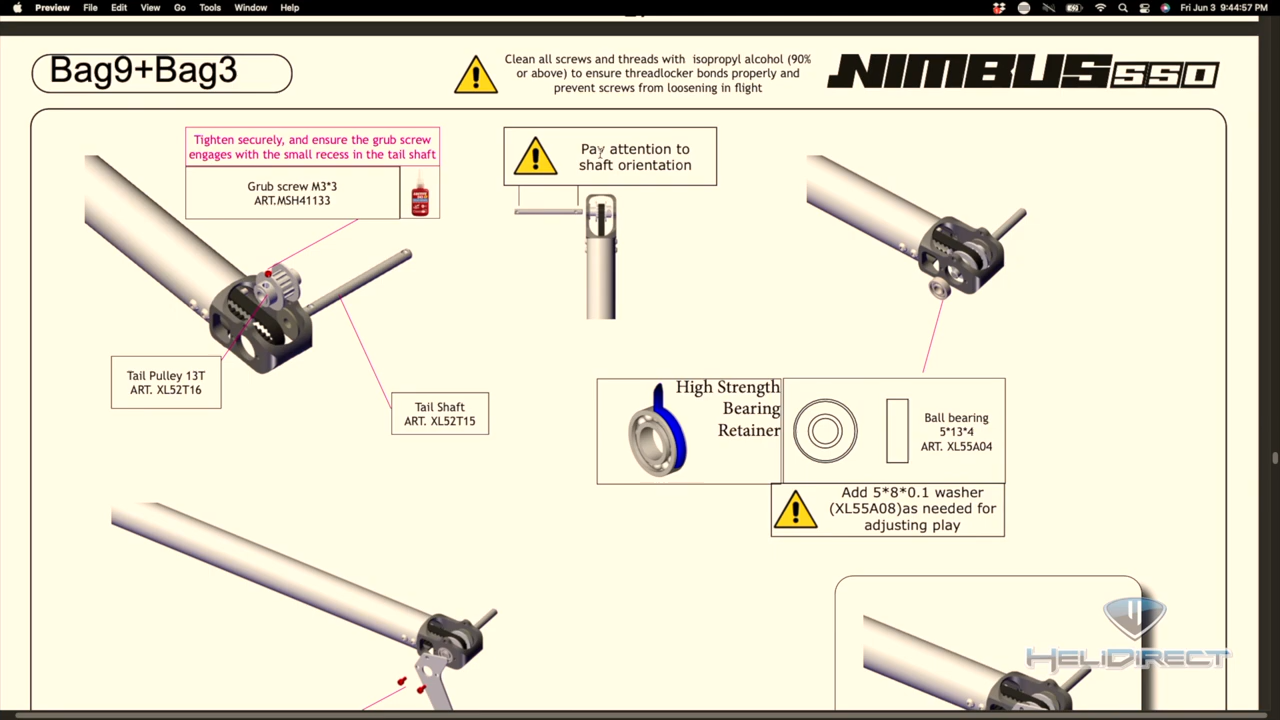 Preview File Edit View Go Tools Window Help
Fri Jun 3 9:44:57 PM
Bag9+Bag3
Clean all screws and threads with isopropyl alcohol (90%
or above) to ensure threadlocker bonds properly and
prevent screws from loosening in flight
NIMBUS 550
Tighten securely, and ensure the grub screw
engages with the small recess in the tail shaft
Grub screw M3*3
ART.MSH41133
Pay attention to
shaft orientation
Tail Pulley 13T
ART. XL52T16
Tail Shaft
ART. XL52T15
High Strength
Bearing
Retainer
Ball bearing
5*13*4
ART. XL55A04
Add 5*8*0.1 washer
(XL55A08)as needed for
adjusting play
HELIDIRECT